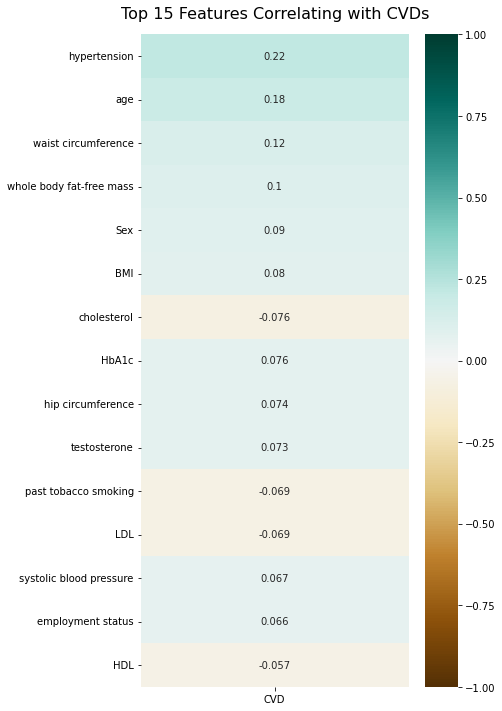 Top 15 Features Correlating with CVDs
hypertension 0.22
age 0.18
waist circumference 0.12
whole body fat-free mass 0.1
Sex 0.09
BMI 0.08
cholesterol -0.076
HbA1c 0.076
hip circumference 0.074
testosterone 0.073
past tobacco smoking -0.069
LDL -0.069
systolic blood pressure 0.067
employment status 0.066
HDL -0.057
CVD
1.00
0.75
0.50
0.25
0.00
−0.25
−0.50
−0.75
−1.00